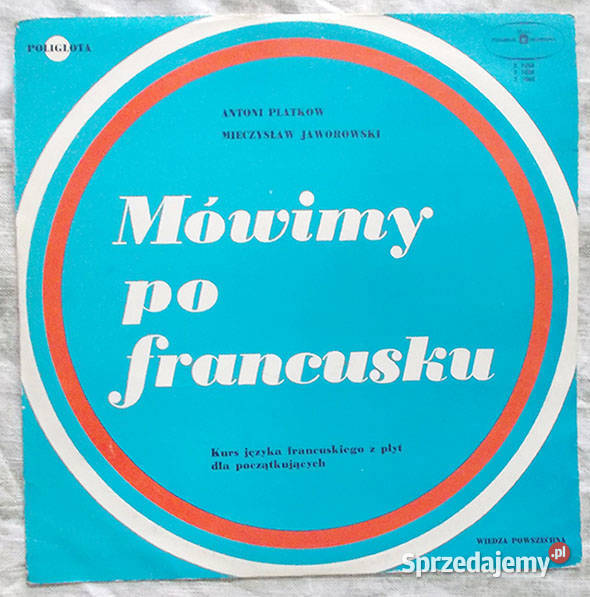 POLIGLOTA
ANTONI PLATKOW
MIECZYSŁAW JAWOROWSKI
Mówimy
po
francusku
Kurs języka francuskiego z płyt
dla początkujących
WIEDZA POWSZECHNA
Sprzedajemy.pl